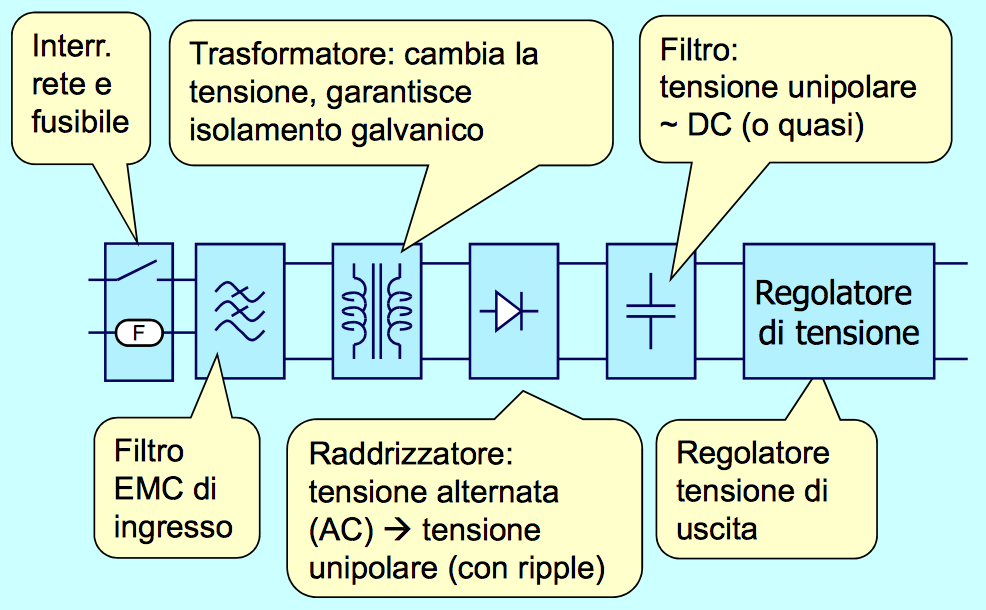 Interr.
rete e
fusibile
Trasformatore: cambia la
tensione, garantisce
isolamento galvanico
Filtro:
tensione unipolare
~ DC (o quasi)
F
Regolatore
di tensione
Filtro
EMC di
ingresso
Raddrizzatore:
tensione alternata
(AC) → tensione
unipolare (con ripple)
Regolatore
tensione di
uscita